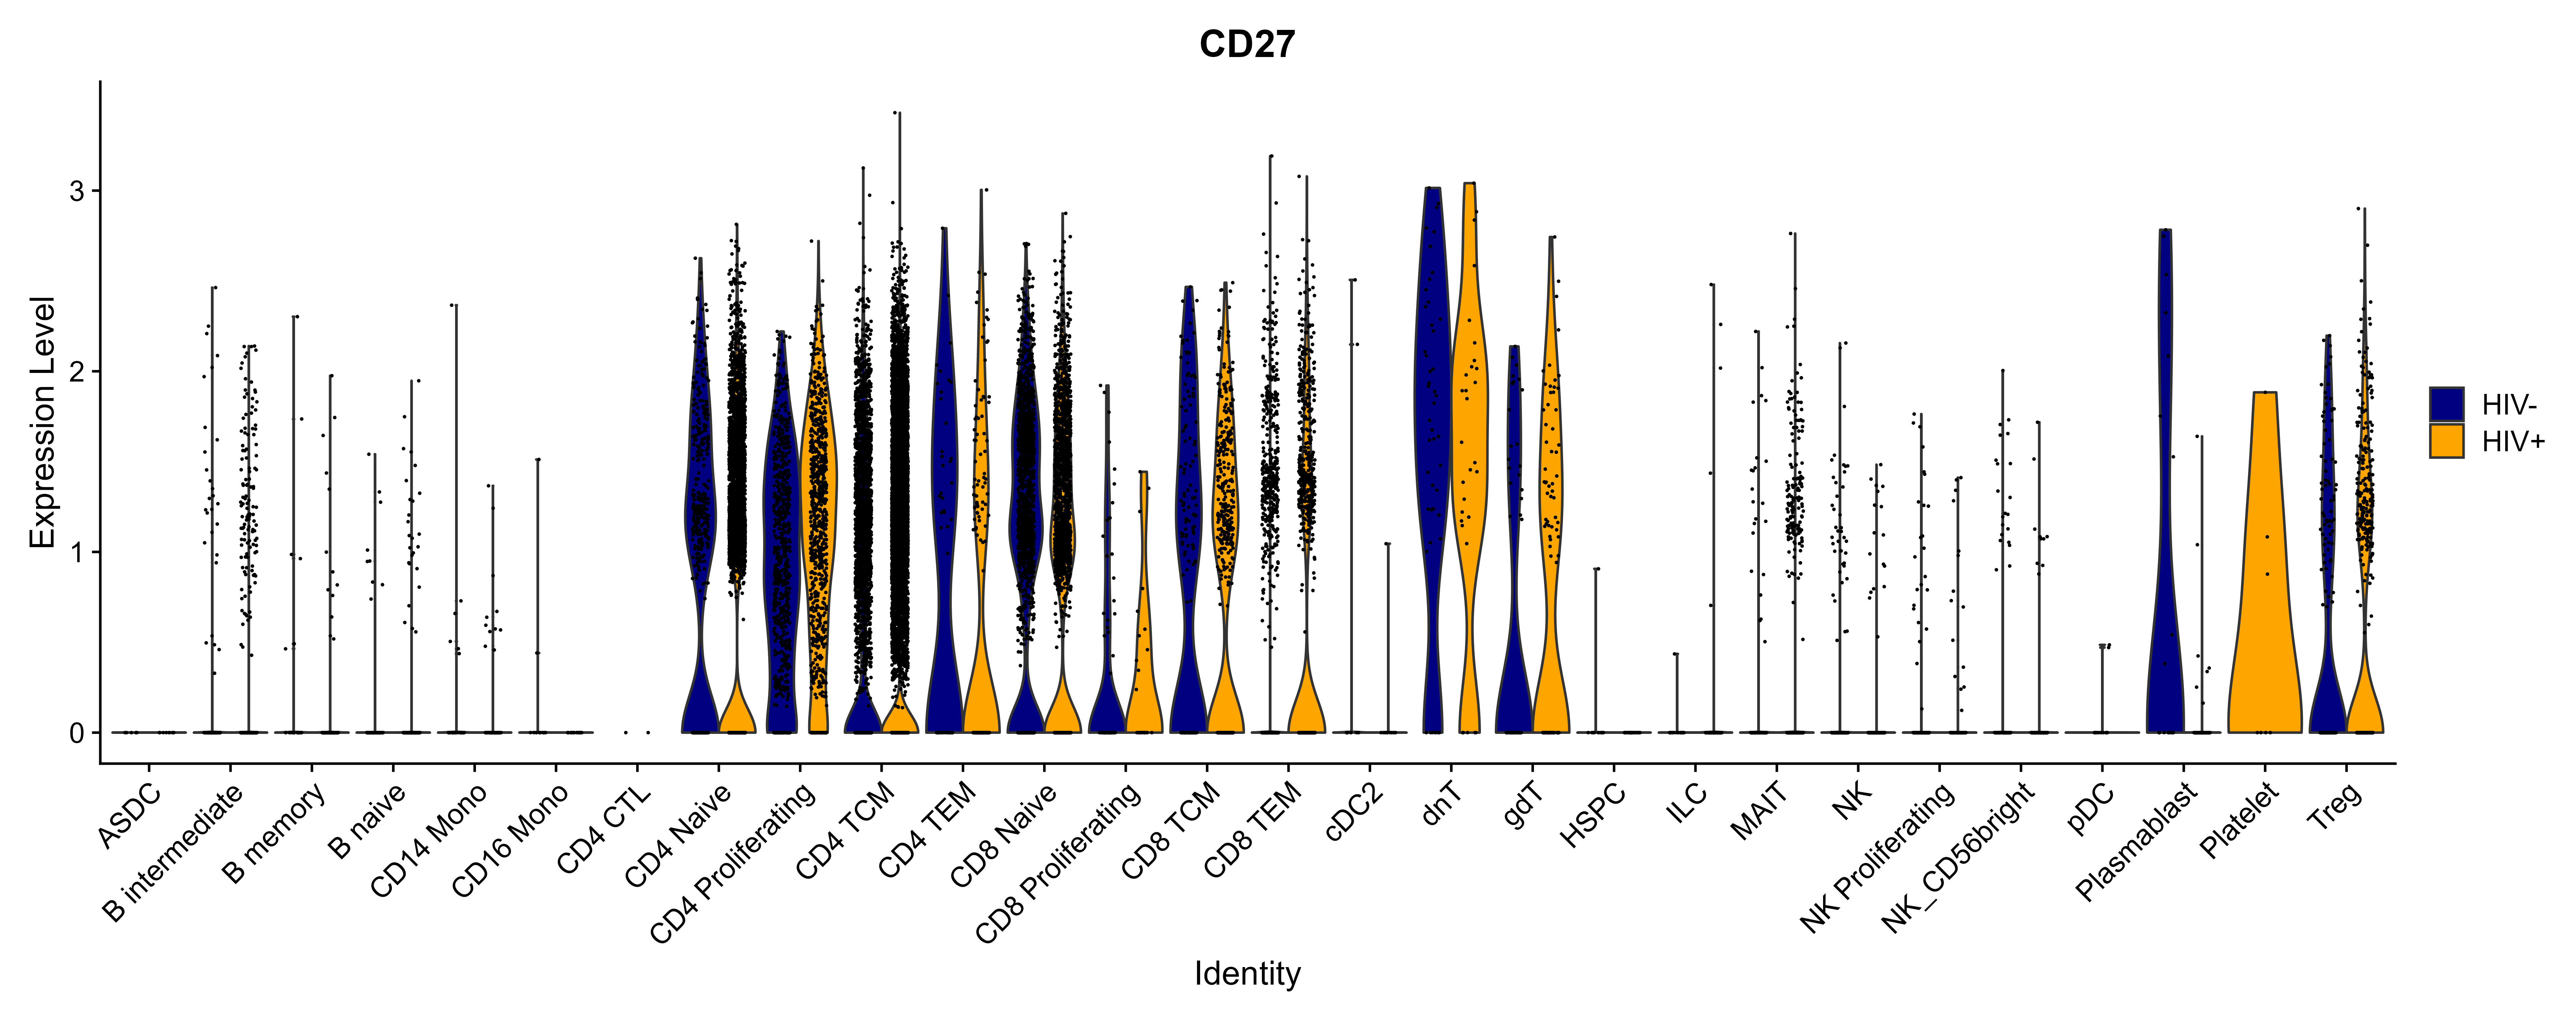 CD27
Expression Level
3
2
1
0
ASDC
B intermediate
B memory
B naive
CD14 Mono
CD16 Mono
CD4 CTL
CD4 Naive
CD4 Proliferating
CD4 TCM
CD4 TEM
CD8 Naive
CD8 Proliferating
CD8 TCM
CD8 TEM
cDC2
dnT
gdT
HSPC
ILC
MAIT
NK
NK Proliferating
NK_CD56bright
pDC
Plasmablast
Platelet
Treg
Identity
HIV-
HIV+